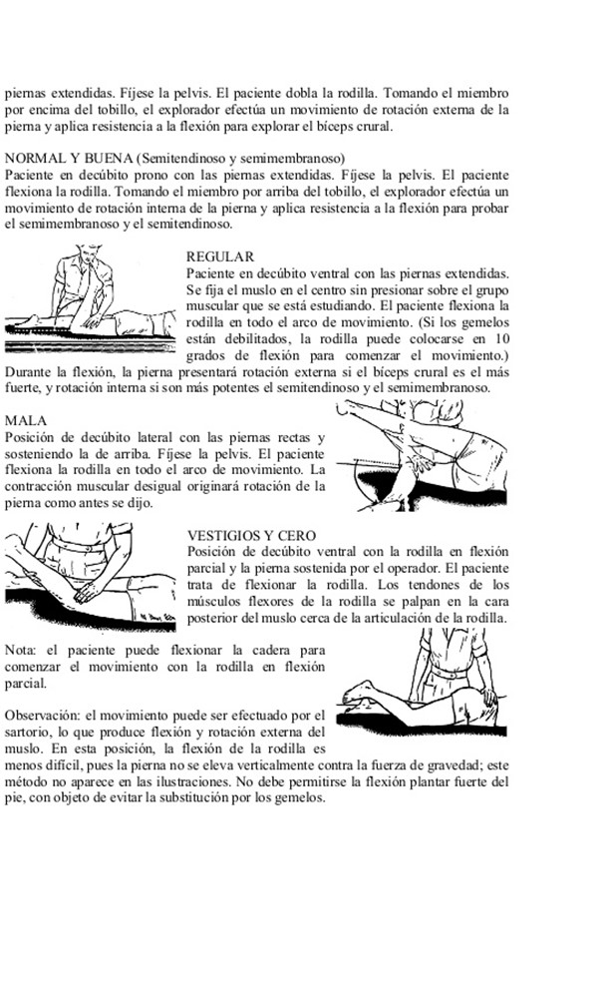 piernas extendidas. Fíjese la pelvis. El paciente dobla la rodilla. Tomando el miembro
por encima del tobillo, el explorador efectúa un movimiento de rotación externa de la
pierna y aplica resistencia a la flexión para explorar el bíceps crural.
NORMAL Y BUENA (Semitendinoso y semimembranoso)
Paciente en decúbito prono con las piernas extendidas. Fíjese la pelvis. El paciente
flexiona la rodilla. Tomando el miembro por arriba del tobillo, el explorador efectúa un
movimiento de rotación interna de la pierna y aplica resistencia a la flexión para probar
el semimembranoso y el semitendinoso.
REGULAR
Paciente en decúbito ventral con las piernas extendidas.
Se fija el muslo en el centro sin presionar sobre el grupo
muscular que se está estudiando. El paciente flexiona la
rodilla en todo el arco de movimiento. (Si los gemelos
están debilitados, la rodilla puede colocarse en 10
grados de flexión para comenzar el movimiento.)
Durante la flexión, la pierna presentará rotación externa si el bíceps crural es el más
fuerte, y rotación interna si son más potentes el semitendinoso y el semimembranoso.
MALA
Posición de decúbito lateral con las piernas rectas y
sosteniendo la de arriba. Fíjese la pelvis. El paciente
flexiona la rodilla en todo el arco de movimiento. La
contracción muscular desigual originará rotación de la
pierna como antes se dijo.
VESTIGIOS Y CERO
Posición de decúbito ventral con la rodilla en flexión
parcial y la pierna sostenida por el operador. El paciente
trata de flexionar la rodilla. Los tendones de los
músculos flexores de la rodilla se palpan en la cara
posterior del muslo cerca de la articulación de la rodilla.
Nota: el paciente puede flexionar la cadera para
comenzar el movimiento con la rodilla en flexión
parcial.
Observación: el movimiento puede ser efectuado por el
sartorio, lo que produce flexión y rotación externa del
muslo. En esta posición, la flexión de la rodilla es
menos difícil, pues la pierna no se eleva verticalmente contra la fuerza de gravedad; este
método no aparece en las ilustraciones. No debe permitirse la flexión plantar fuerte del
pie, con objeto de evitar la substitución por los gemelos.